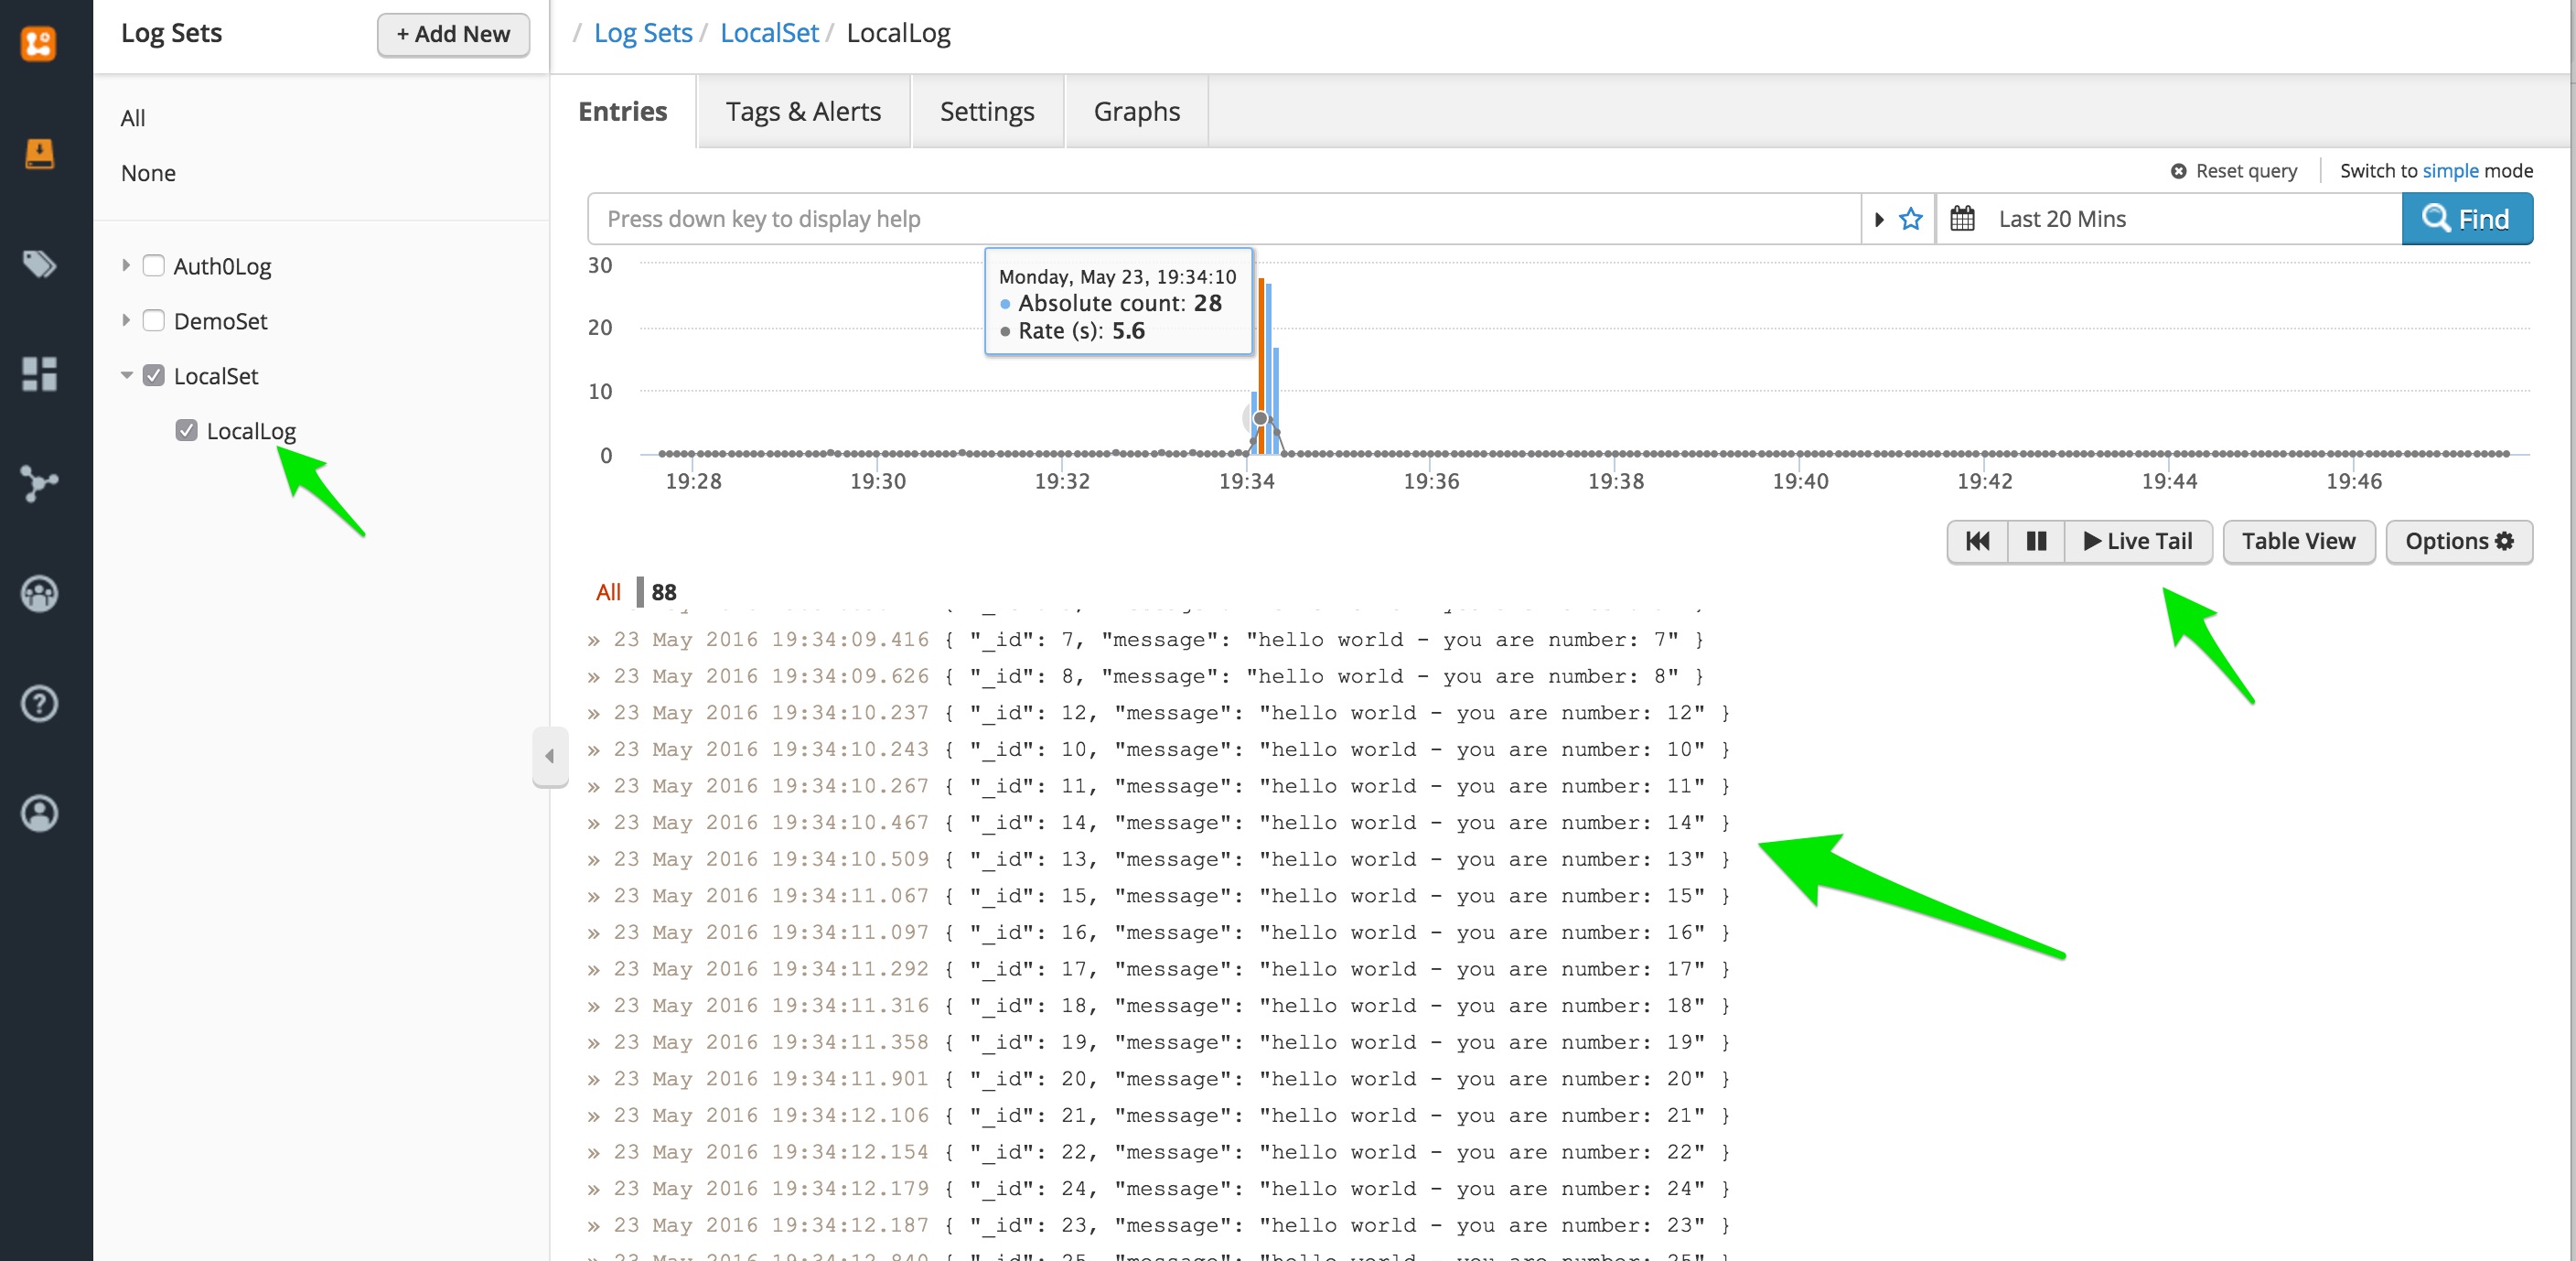 Log Sets
+ Add New
/ Log Sets / LocalSet / LocalLog
All
None
Auth0Log
DemoSet
LocalSet
LocalLog
Entries
Tags & Alerts
Settings
Graphs
Reset query
Switch to simple mode
Press down key to display help
Last 20 Mins
Find
Monday, May 23, 19:34:10
Absolute count: 28
Rate (s): 5.6
30
20
10
0
19:28 19:30 19:32 19:34 19:36 19:38 19:40 19:42 19:44 19:46
Live Tail
Table View
Options
All 88
» 23 May 2016 19:34:09.416 { "_id": 7, "message": "hello world - you are number: 7" }
» 23 May 2016 19:34:09.626 { "_id": 8, "message": "hello world - you are number: 8" }
» 23 May 2016 19:34:10.237 { "_id": 12, "message": "hello world - you are number: 12" }
» 23 May 2016 19:34:10.243 { "_id": 10, "message": "hello world - you are number: 10" }
» 23 May 2016 19:34:10.267 { "_id": 11, "message": "hello world - you are number: 11" }
» 23 May 2016 19:34:10.467 { "_id": 14, "message": "hello world - you are number: 14" }
» 23 May 2016 19:34:10.509 { "_id": 13, "message": "hello world - you are number: 13" }
» 23 May 2016 19:34:11.067 { "_id": 15, "message": "hello world - you are number: 15" }
» 23 May 2016 19:34:11.097 { "_id": 16, "message": "hello world - you are number: 16" }
» 23 May 2016 19:34:11.292 { "_id": 17, "message": "hello world - you are number: 17" }
» 23 May 2016 19:34:11.316 { "_id": 18, "message": "hello world - you are number: 18" }
» 23 May 2016 19:34:11.358 { "_id": 19, "message": "hello world - you are number: 19" }
» 23 May 2016 19:34:11.901 { "_id": 20, "message": "hello world - you are number: 20" }
» 23 May 2016 19:34:12.106 { "_id": 21, "message": "hello world - you are number: 21" }
» 23 May 2016 19:34:12.154 { "_id": 22, "message": "hello world - you are number: 22" }
» 23 May 2016 19:34:12.179 { "_id": 24, "message": "hello world - you are number: 24" }
» 23 May 2016 19:34:12.187 { "_id": 23, "message": "hello world - you are number: 23" }